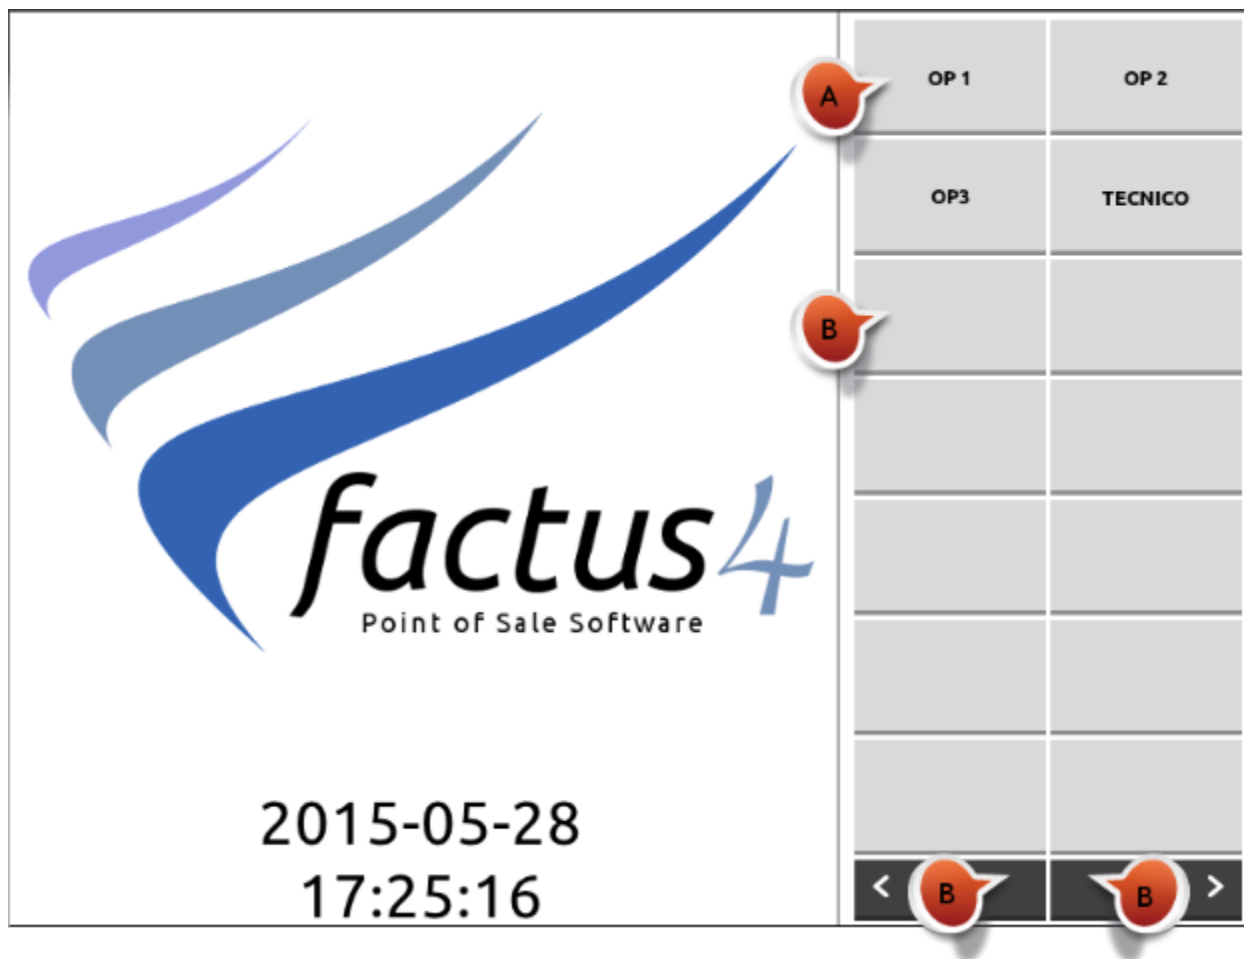 factus4
Point of Sale Software
2015-05-28
17:25:16
A
OP 1
OP 2
OP3
TECNICO
B
<
B
B
>